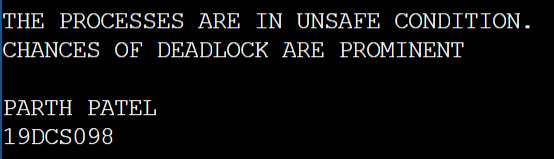 THE PROCESSES ARE IN UNSAFE CONDITION.
CHANCES OF DEADLOCK ARE PROMINENT
PARTH PATEL
19DCS098